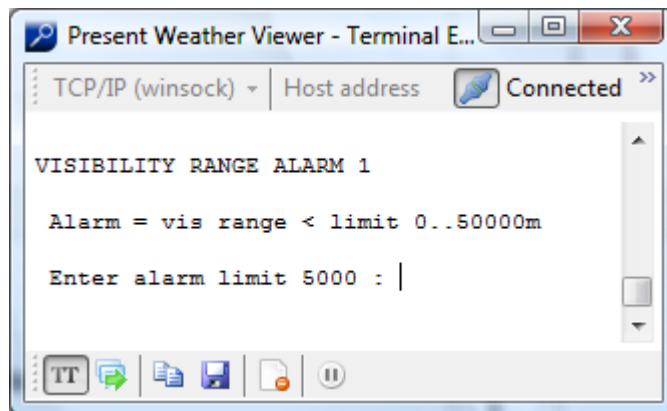 Present Weather Viewer - Terminal E...
TCP/IP (winsock) Host address Connected
VISIBILITY RANGE ALARM 1
Alarm = vis range < limit 0..50000m
Enter alarm limit 5000 :
TT